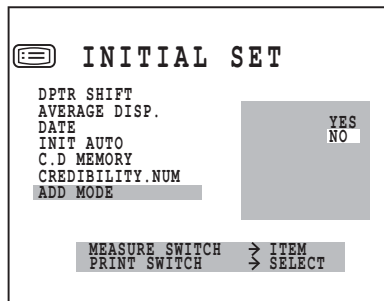 INITIAL SET
DPTR SHIFT
AVERAGE DISP.
DATE
INIT AUTO
C.D MEMORY
CREDIBILITY.NUM
ADD MODE
YES
NO
MEASURE SWITCH → ITEM
PRINT SWITCH → SELECT